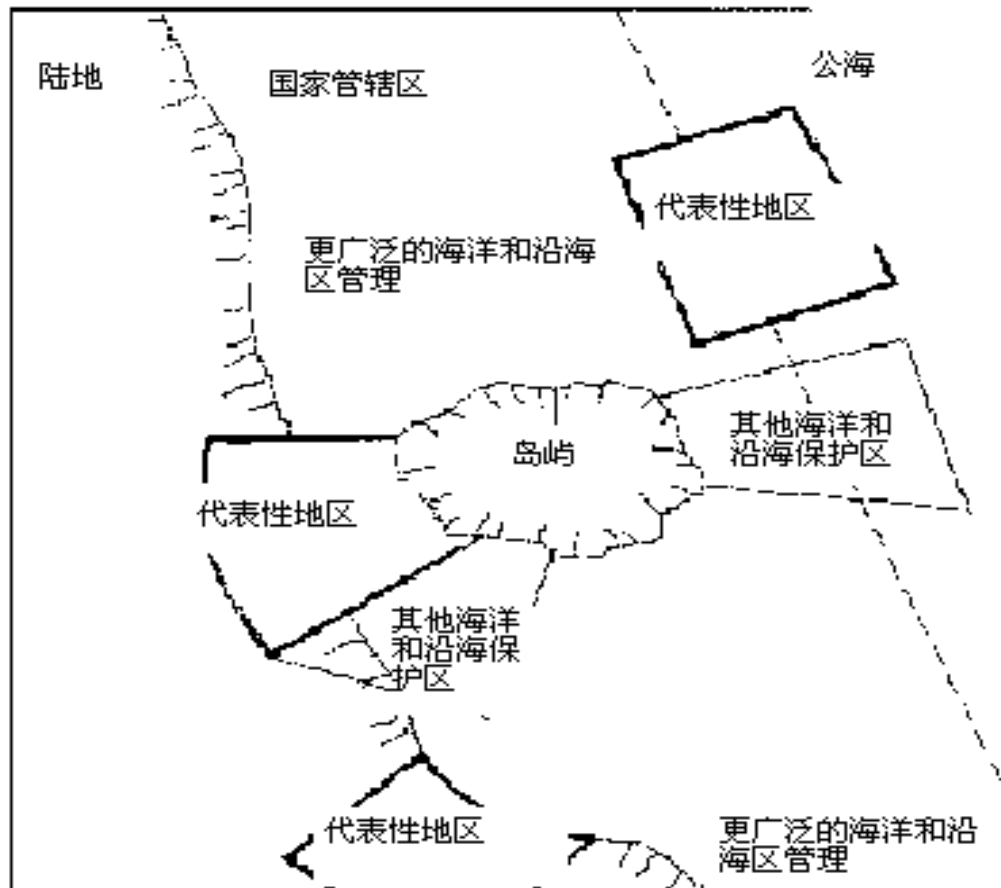 陆地
国家管辖区
公海
代表性地区
更广泛的海洋和沿海
区管理
其他海洋和
沿海保护区
岛屿
代表性地区
其他海洋
和沿海保
护区
代表性地区
更广泛的海洋和沿
海区管理